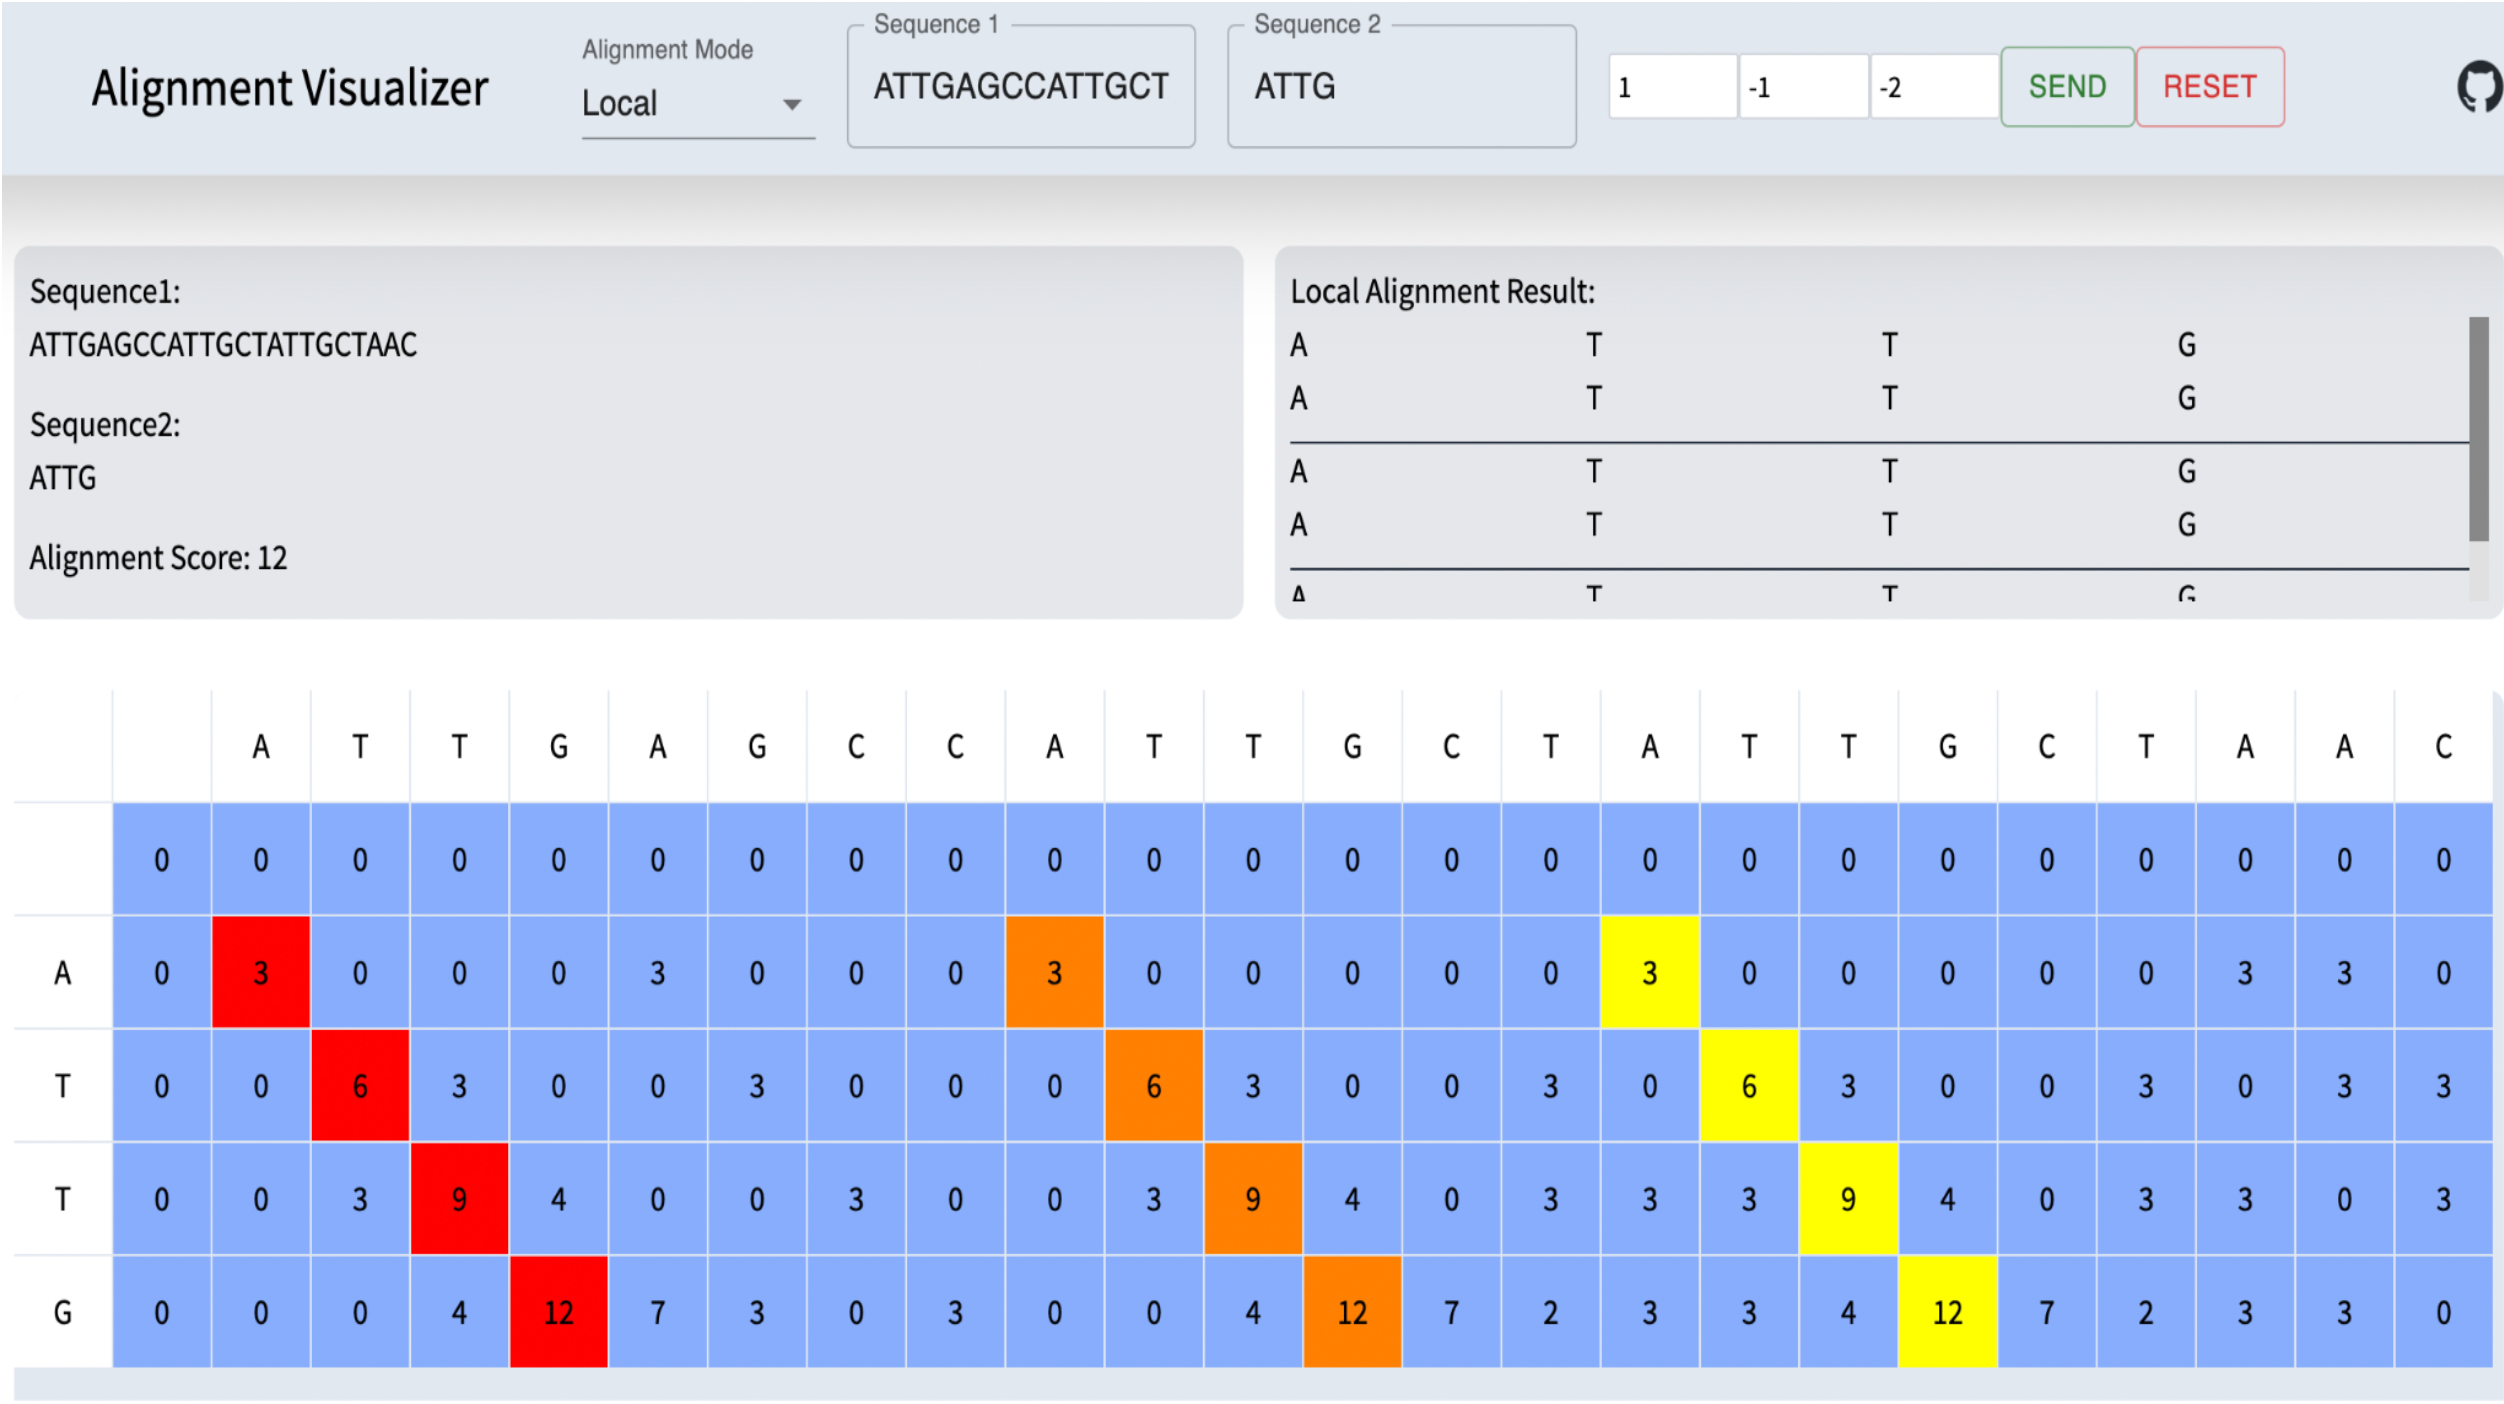 Alignment Visualizer
Alignment Mode
Local
Sequence 1
ATTGAGCCATTGCT
Sequence 2
ATTG
1 -1 -2 SEND RESET
Sequence1:
ATTGAGCCATTGCTATTGCTAAC
Sequence2:
ATTG
Alignment Score: 12
Local Alignment Result:
A T T G
A T T G
A T T G
A T T G
A T T G
A T T G A G C C A T T G C T A T T G C T A A C
0 0 0 0 0 0 0 0 0 0 0 0 0 0 0 0 0 0 0 0 0 0 0 0
A 0 3 0 0 0 3 0 0 0 3 0 0 0 0 0 3 0 0 0 0 0 3 3 0
T 0 0 6 3 0 0 3 0 0 0 6 3 0 0 3 0 6 3 0 0 3 0 3 3
T 0 0 3 9 4 0 0 3 0 0 3 9 4 0 3 3 3 9 4 0 3 3 0 3
G 0 0 0 4 12 7 3 0 3 0 0 4 12 7 2 3 3 4 12 7 2 3 3 0